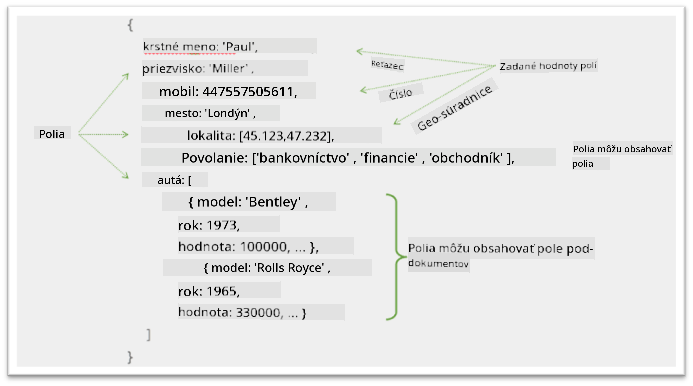 {
krstné meno: 'Paul',
priezvisko: 'Miller' ,
mobil: 447557505611,
mesto: 'Londýn' ,
lokalita: [45.123,47.232],
Povolanie: ['bankovníctvo' , 'financie' , 'obchodník' ],
autá: [
{ model: 'Bentley' ,
rok: 1973,
hodnota: 100000, ... },
{ model: 'Rolls Royce' ,
rok: 1965,
hodnota: 330000, ... }
]
}
Polia
Reťazec
Číslo
Geo-súradnice
Zadané hodnoty polí
Polia môžu obsahovať
polia
Polia môžu obsahovať pole pod-
dokumentov